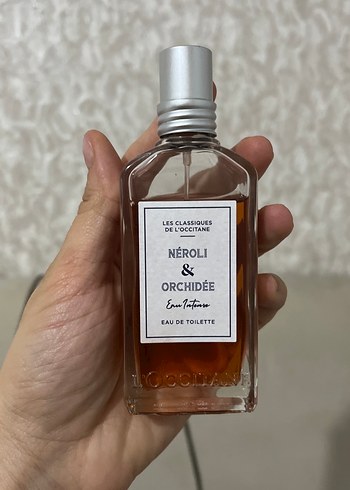 LES CLASSIQUES
DE L'OCCITANE
NÉROLI
&
ORCHIDÉE
Eau Intense
EAU DE TOILETTE
L'OCCITANE